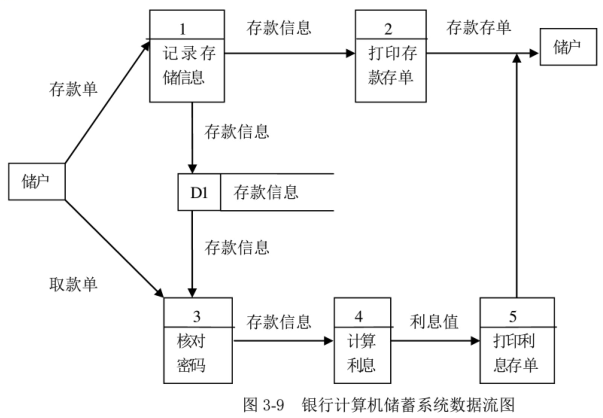 1
记录存
储信息
存款信息
2
打印存
款存单
存款存单
储户
存款单
存款信息
储户
D1
存款信息
存款信息
取款单
3
核对
密码
存款信息
4
计算
利息
利息值
5
打印利
息存单
图 3-9 银行计算机储蓄系统数据流图